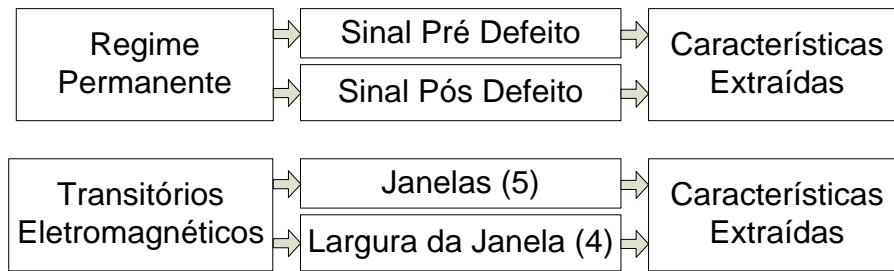 Regime
Permanente
Sinal Pré Defeito
Sinal Pós Defeito
Características
Extraídas
Transitórios
Eletromagnéticos
Janelas (5)
Largura da Janela (4)
Características
Extraídas